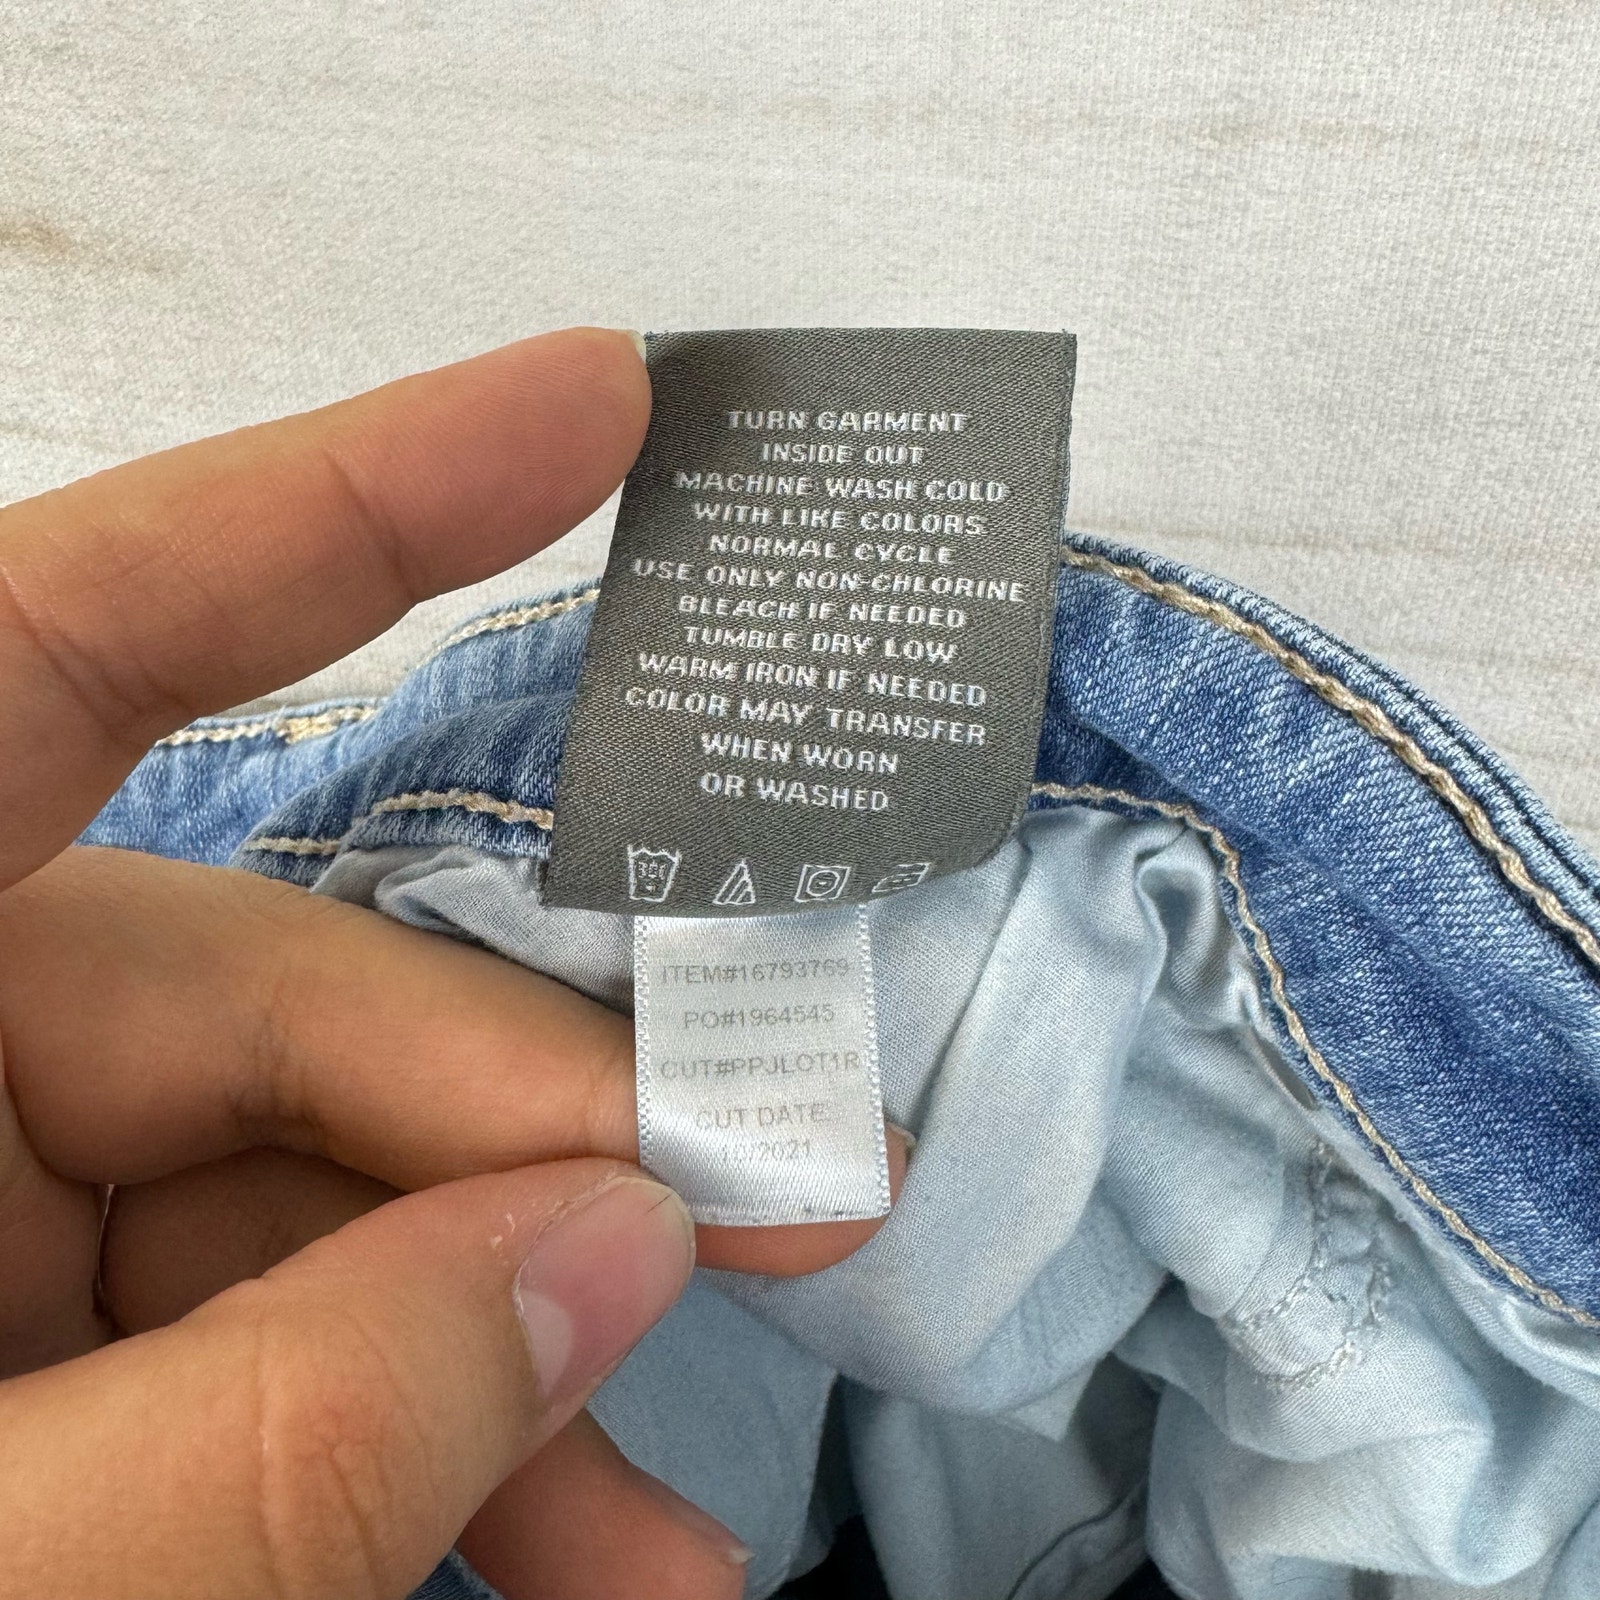 TURN GARMENT
INSIDE OUT
MACHINE WASH COLD
WITH LIKE COLORS
NORMAL CYCLE
USE ONLY NON-CHLORINE
BLEACH IF NEEDED
TUMBLE DRY LOW
WARM IRON IF NEEDED
COLOR MAY TRANSFER
WHEN WORN
OR WASHED
ITEM#16793769
PO#1964545
CUT#PPJLOT1R
CUT DATE: